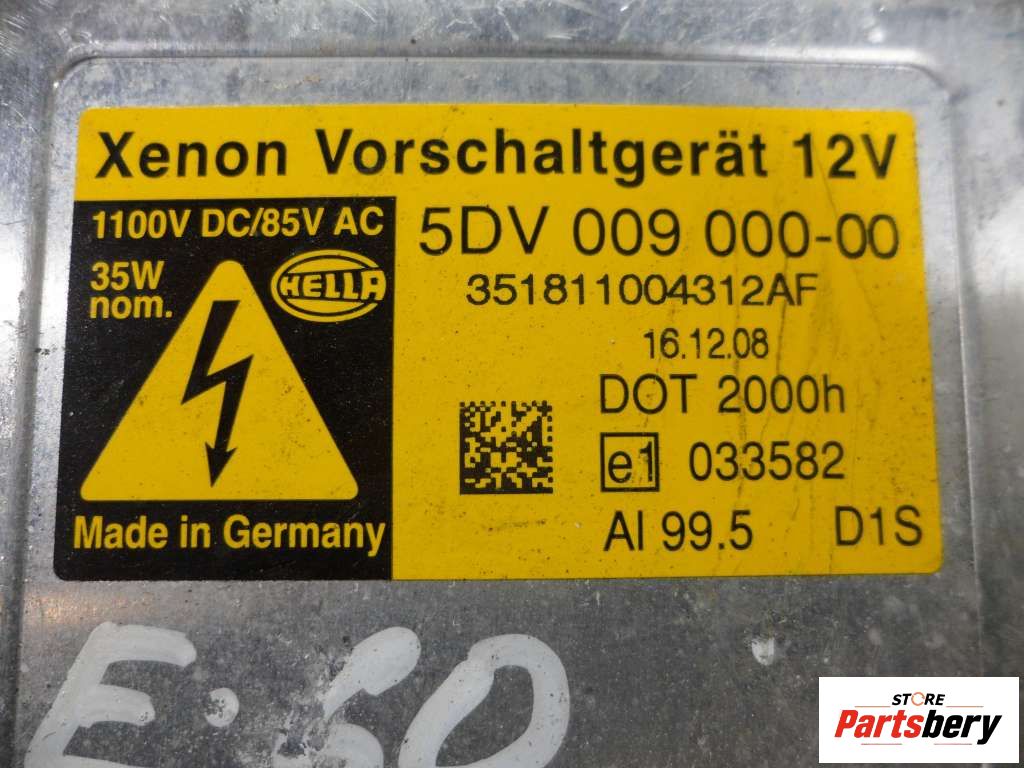 Xenon Vorschaltgerät 12V
1100V DC/85V AC
35W
nom.
HELLA
Made in Germany
5DV 009 000-00
351811004312AF
16.12.08
DOT 2000h
e1 033582
Al 99.5 D1S
E:60
STORE
Partsbery